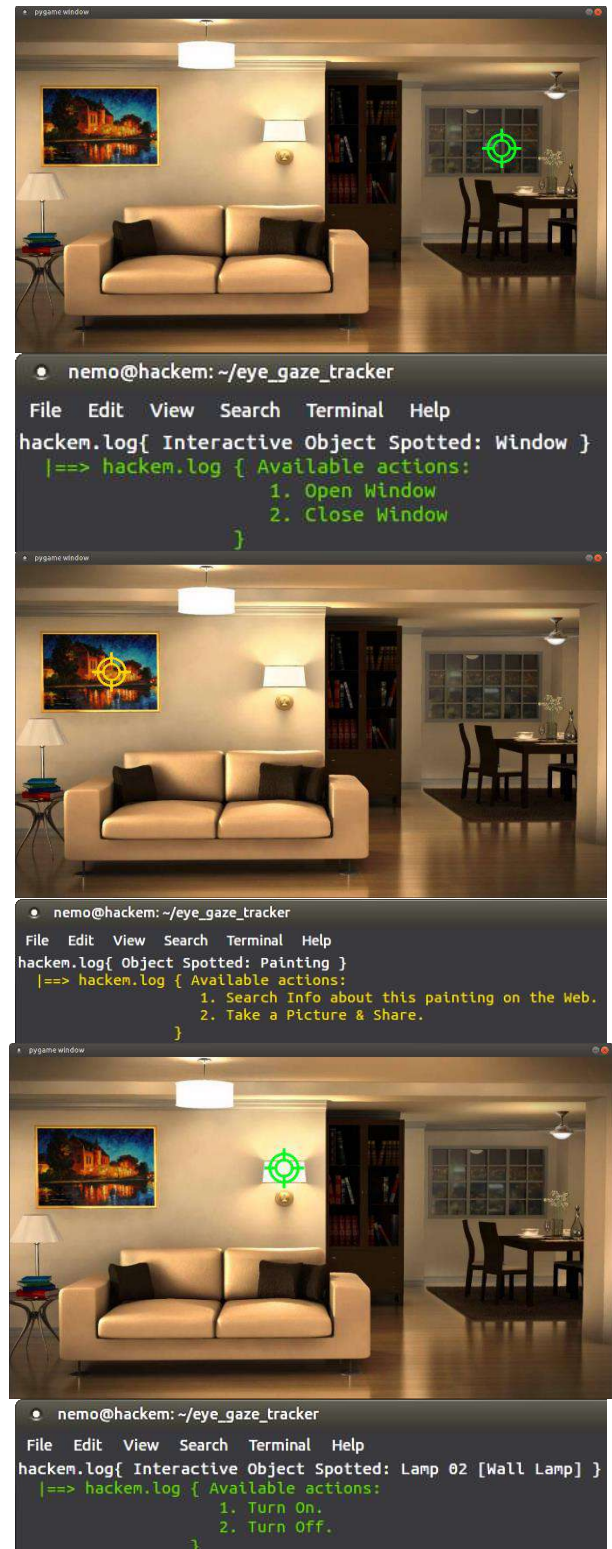 pygame window
nemo@hackem: ~/eye_gaze_tracker
File Edit View Search Terminal Help
hackem.log{ Interactive Object Spotted: Window }
|==> hackem.log { Available actions:
1. Open Window
2. Close Window
}
pygame window
nemo@hackem: ~/eye_gaze_tracker
File Edit View Search Terminal Help
hackem.log{ Object Spotted: Painting }
|==> hackem.log { Available actions:
1. Search Info about this painting on the Web.
2. Take a Picture & Share.
}
pygame window
nemo@hackem: ~/eye_gaze_tracker
File Edit View Search Terminal Help
hackem.log{ Interactive Object Spotted: Lamp 02 [Wall Lamp] }
|==> hackem.log { Available actions:
1. Turn On.
2. Turn Off.
}